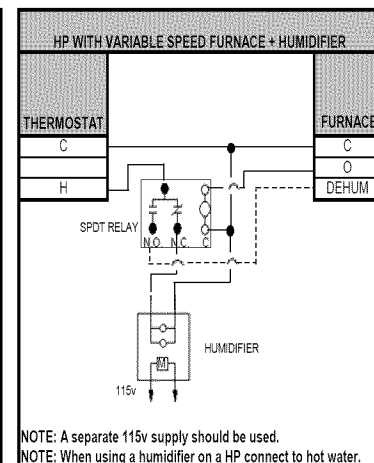 HP WITH VARIABLE SPEED FURNACE + HUMIDIFIER
THERMOSTAT
FURNACE
C
C
O
H
DEHUM
SPDT RELAY
N.O. N.C. C
HUMIDIFIER
M
115v
NOTE: A separate 115v supply should be used.
NOTE: When using a humidifier on a HP connect to hot water.